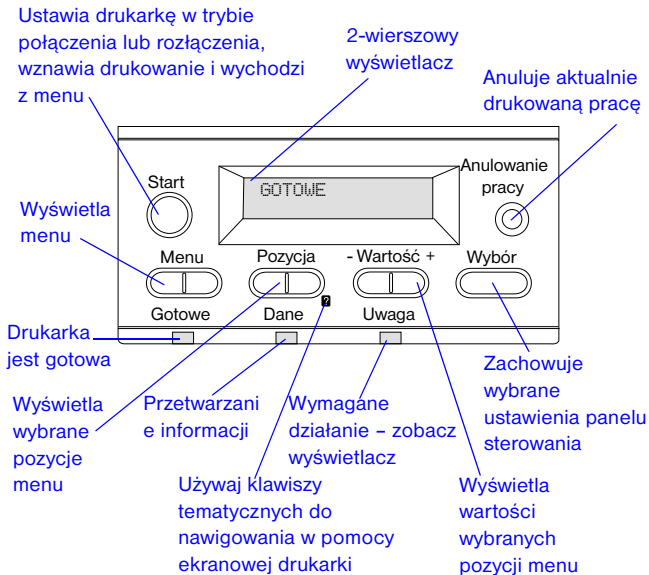 Ustawia drukarkę w trybie
połączenia lub rozłączenia,
wznawia drukowanie i wychodzi
z menu
2-wierszowy
wyświetlacz
Anuluje aktualnie
drukowaną pracę
Start
GOTOWE
Anulowanie
pracy
Wyświetla
menu
Menu
Pozycja
- Wartość +
Wybór
?
Gotowe
Dane
Uwaga
Drukarka
jest gotowa
Wyświetla
wybrane
pozycje
menu
Przetwarzani
e informacji
Wymagane
działanie – zobacz
wyświetlacz
Zachowuje
wybrane
ustawienia panelu
sterowania
Używaj klawiszy
tematycznych do
nawigowania w pomocy
ekranowej drukarki
Wyświetla
wartości
wybranych
pozycji menu